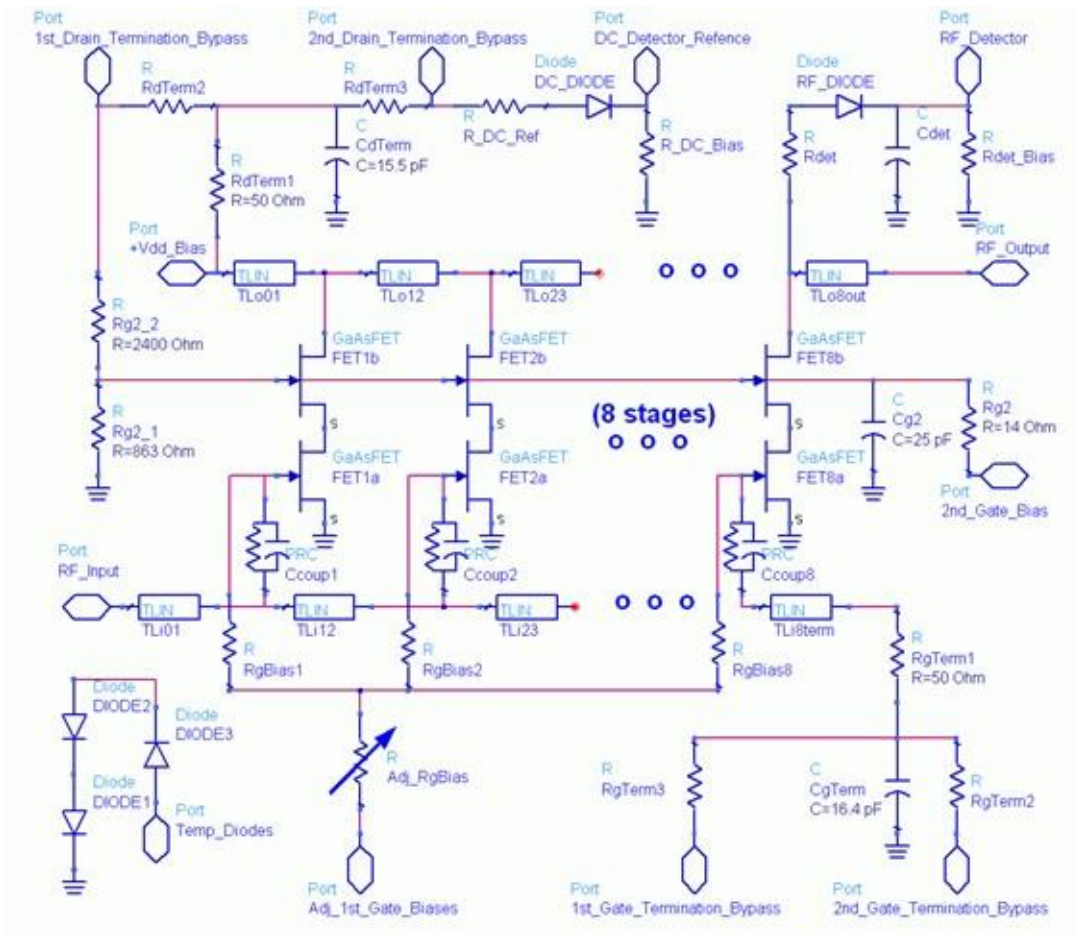 Port
1st_Drain_Termination_Bypass
Port
2nd_Drain_Termination_Bypass
Port
DC_Detector_Refence
Port
RF_Detector
R
RdTerm2
R
RdTerm3
R
R_DC_Ref
Diode
DC_DIODE
Diode
RF_DIODE
C
CdTerm
C=15.5 pF
R
R_DC_Bias
R
Rdet
C
Cdet
R
Rdet_Bias
R
RdTerm1
R=50 Ohm
Port
+Vdd_Bias
TLIN
TLo01
TLIN
TLo12
TLIN
TLo23
TLIN
TLo8out
Port
RF_Output
R
Rg2_2
R=2400 Ohm
GaAsFET
FET1b
GaAsFET
FET2b
GaAsFET
FET8b
R
Rg2_1
R=863 Ohm
S
S
S
(8 stages)
C
Cg2
C=25 pF
R
Rg2
R=14 Ohm
GaAsFET
FET1a
GaAsFET
FET2a
GaAsFET
FET8a
Port
2nd_Gate_Bias
S
S
S
PRC
Ccoup1
PRC
Ccoup2
PRC
Ccoup8
Port
RF_Input
TLIN
TLi01
TLIN
TLi12
TLIN
TLi23
TLIN
TLi8term
R
RgBias1
R
RgBias2
R
RgBias8
R
RgTerm1
R=50 Ohm
Diode
DIODE2
Diode
DIODE3
Diode
DIODE1
Port
Temp_Diodes
R
Adj_RgBias
R
RgTerm3
C
CgTerm
C=16.4 pF
R
RgTerm2
Port
Adj_1st_Gate_Biases
Port
1st_Gate_Termination_Bypass
Port
2nd_Gate_Termination_Bypass